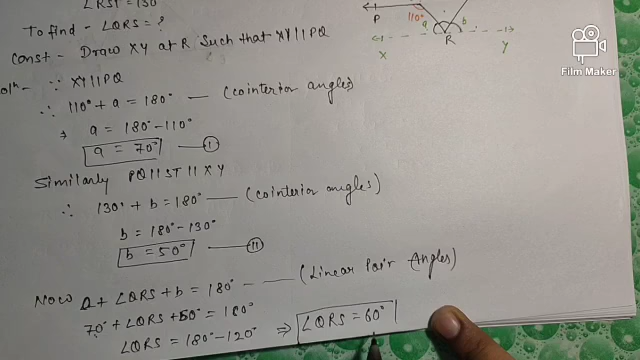 ∠RST = 130°
To find - ∠QRS = ?
Const - Draw XY at R Such that XY || PQ
∵ XY || PQ
∴ 110° + a = 180° — (cointerior angles)
⇒ a = 180° - 110°
a = 70° — I
Similarly PQ || ST || XY
∴ 130° + b = 180° — (cointerior angles)
b = 180° - 130°
b = 50° — II
Now a + ∠QRS + b = 180° - — (Linear Pair Angles)
70° + ∠QRS + 50° = 180°
∠QRS = 180° - 120° ⇒ ∠QRS = 60°
P
110°
a
b
R
X
Y
Film Maker